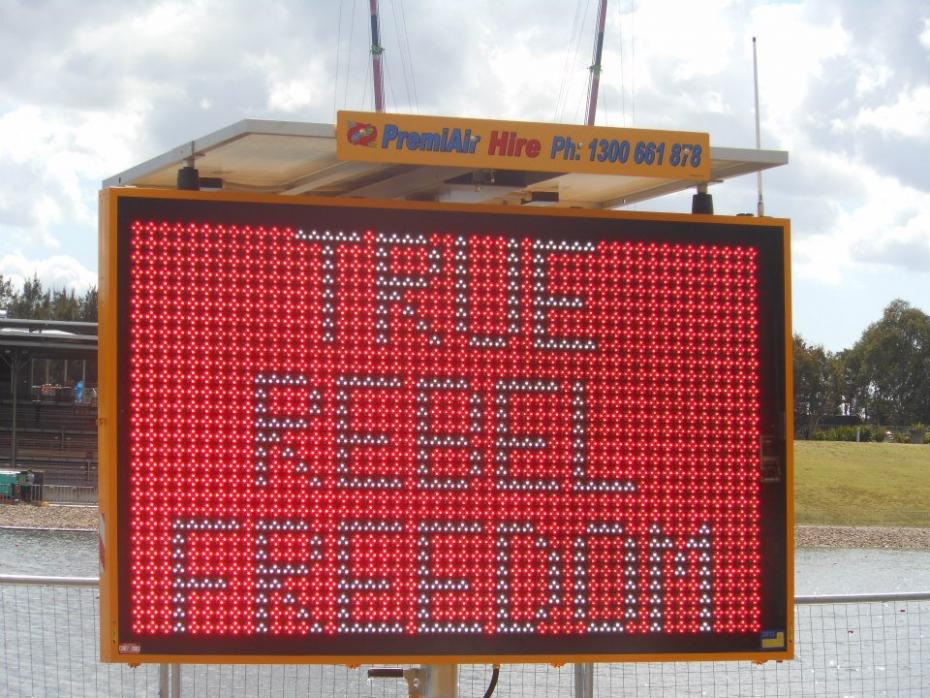 PremiAir Hire Ph: 1300 661 878
TRUE
REBEL
FREEDOM